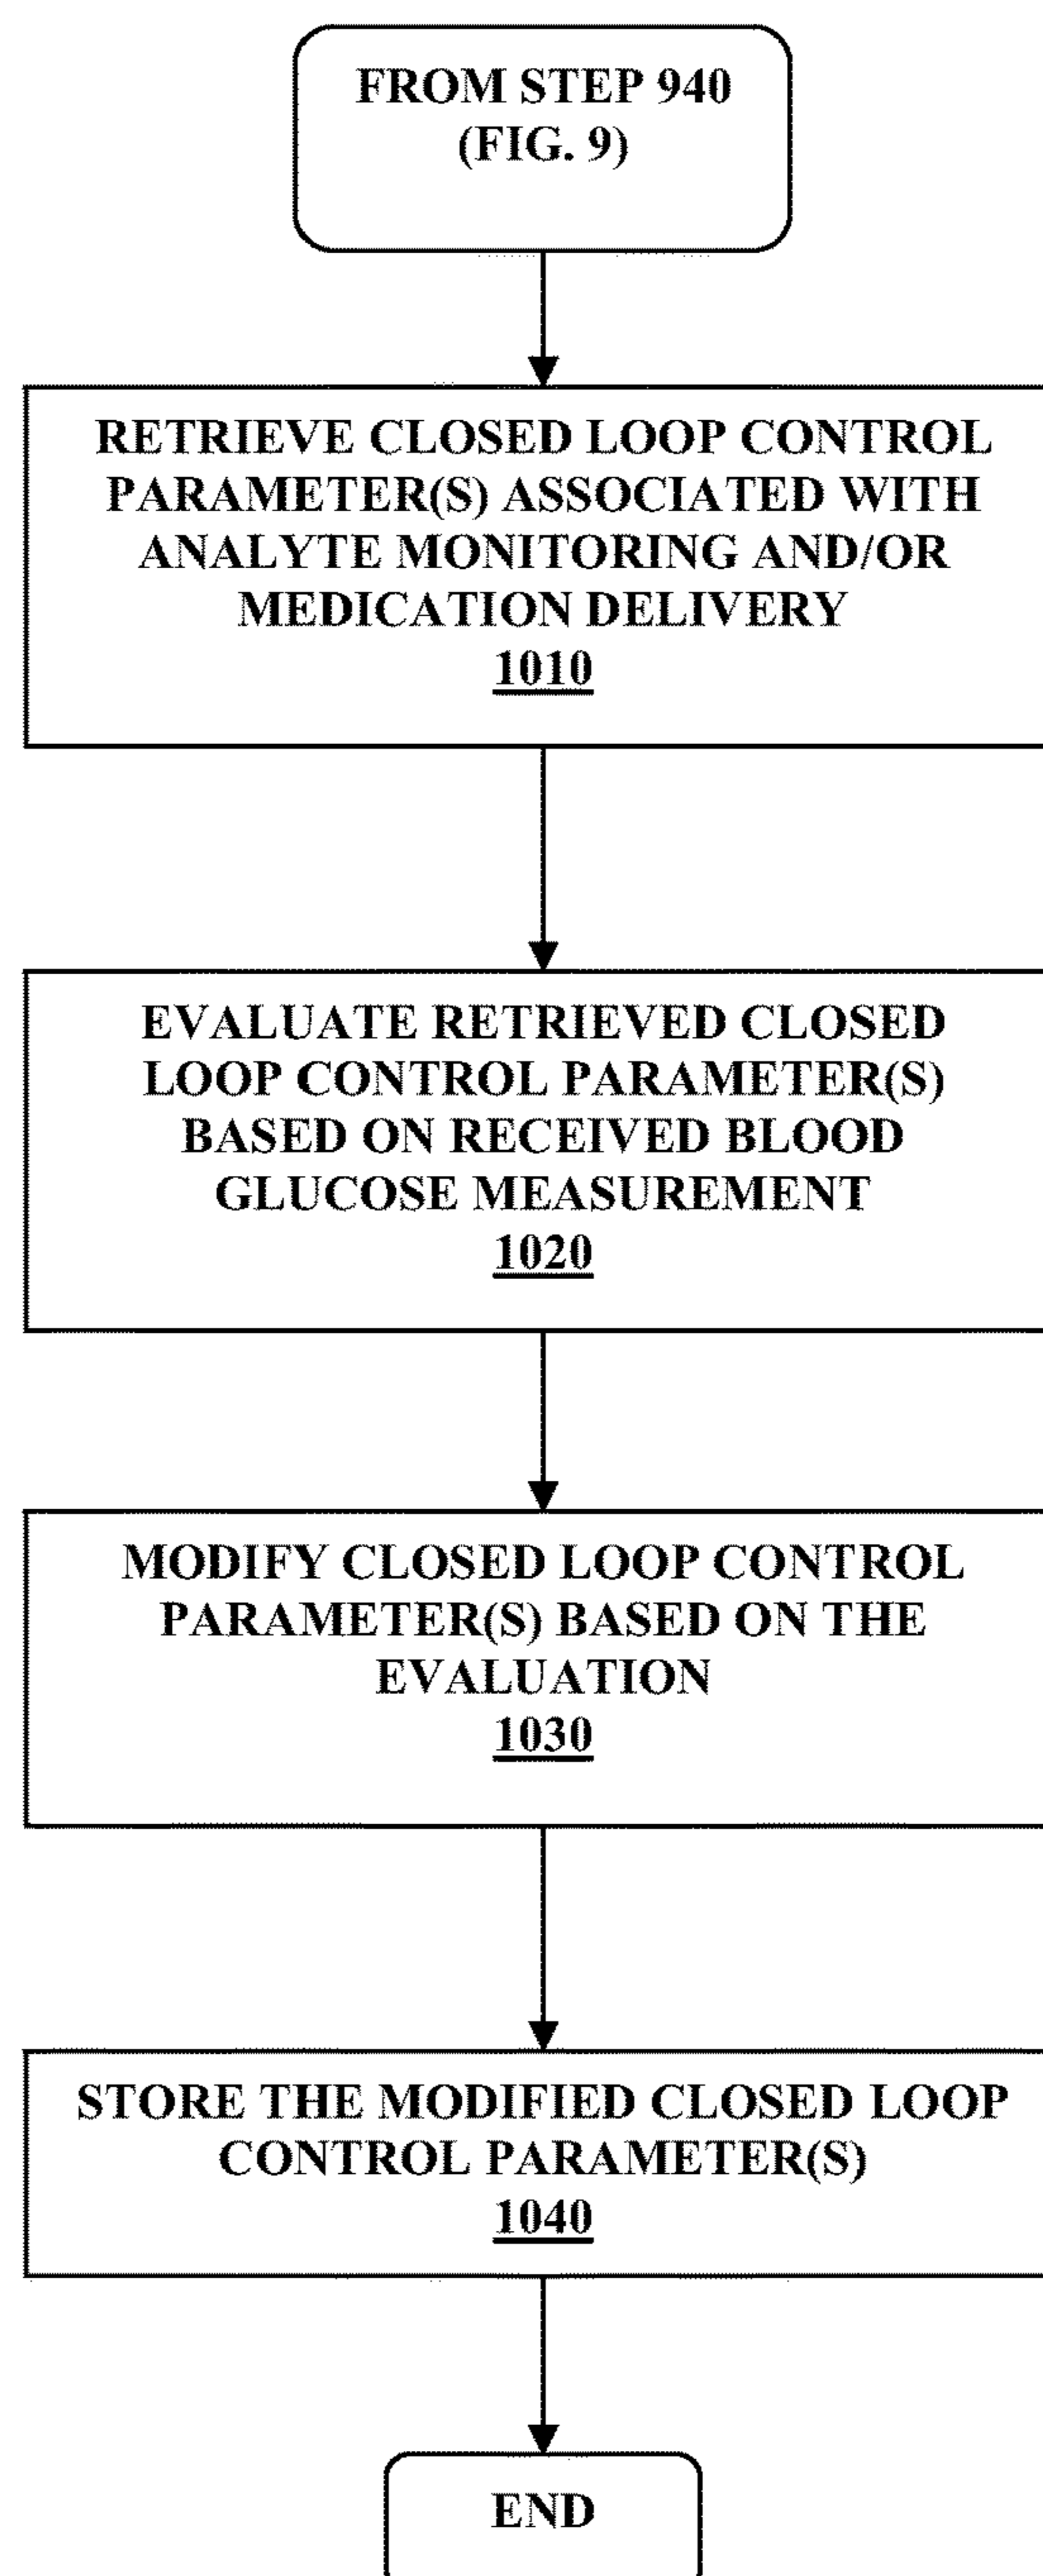 FROM STEP 940
(FIG. 9)
RETRIEVE CLOSED LOOP CONTROL
PARAMETER(S) ASSOCIATED WITH
ANALYTE MONITORING AND/OR
MEDICATION DELIVERY
1010
EVALUATE RETRIEVED CLOSED
LOOP CONTROL PARAMETER(S)
BASED ON RECEIVED BLOOD
GLUCOSE MEASUREMENT
1020
MODIFY CLOSED LOOP CONTROL
PARAMETER(S) BASED ON THE
EVALUATION
1030
STORE THE MODIFIED CLOSED LOOP
CONTROL PARAMETER(S)
1040
END